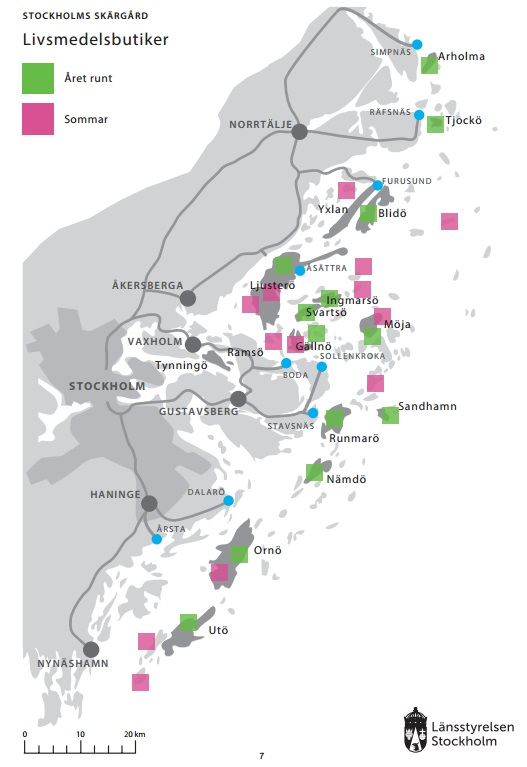 STOCKHOLMS SKÄRGÅRD
Livsmedelsbutiker
Året runt
Sommar
SIMPNÄS
Arholma
RÄFSNÄS
Tjockö
NORRTÄLJE
FURUSUND
Yxlan
Blidö
ÅSÄTTRA
ÅKERSBERGA
Ljusterö
Ingmarsö
Svartsö
Möja
VAXHOLM
Ramsö
Gällnö
SOLLENKROKA
Tynningö
BODA
STOCKHOLM
GUSTAVSBERG
Sandhamn
STAVSNÄS
Runmarö
Nämdö
HANINGE
DALARÖ
ÅRSTA
Ornö
Utö
NYNÄSHAMN
0 10 20 km
Länsstyrelsen
Stockholm
7